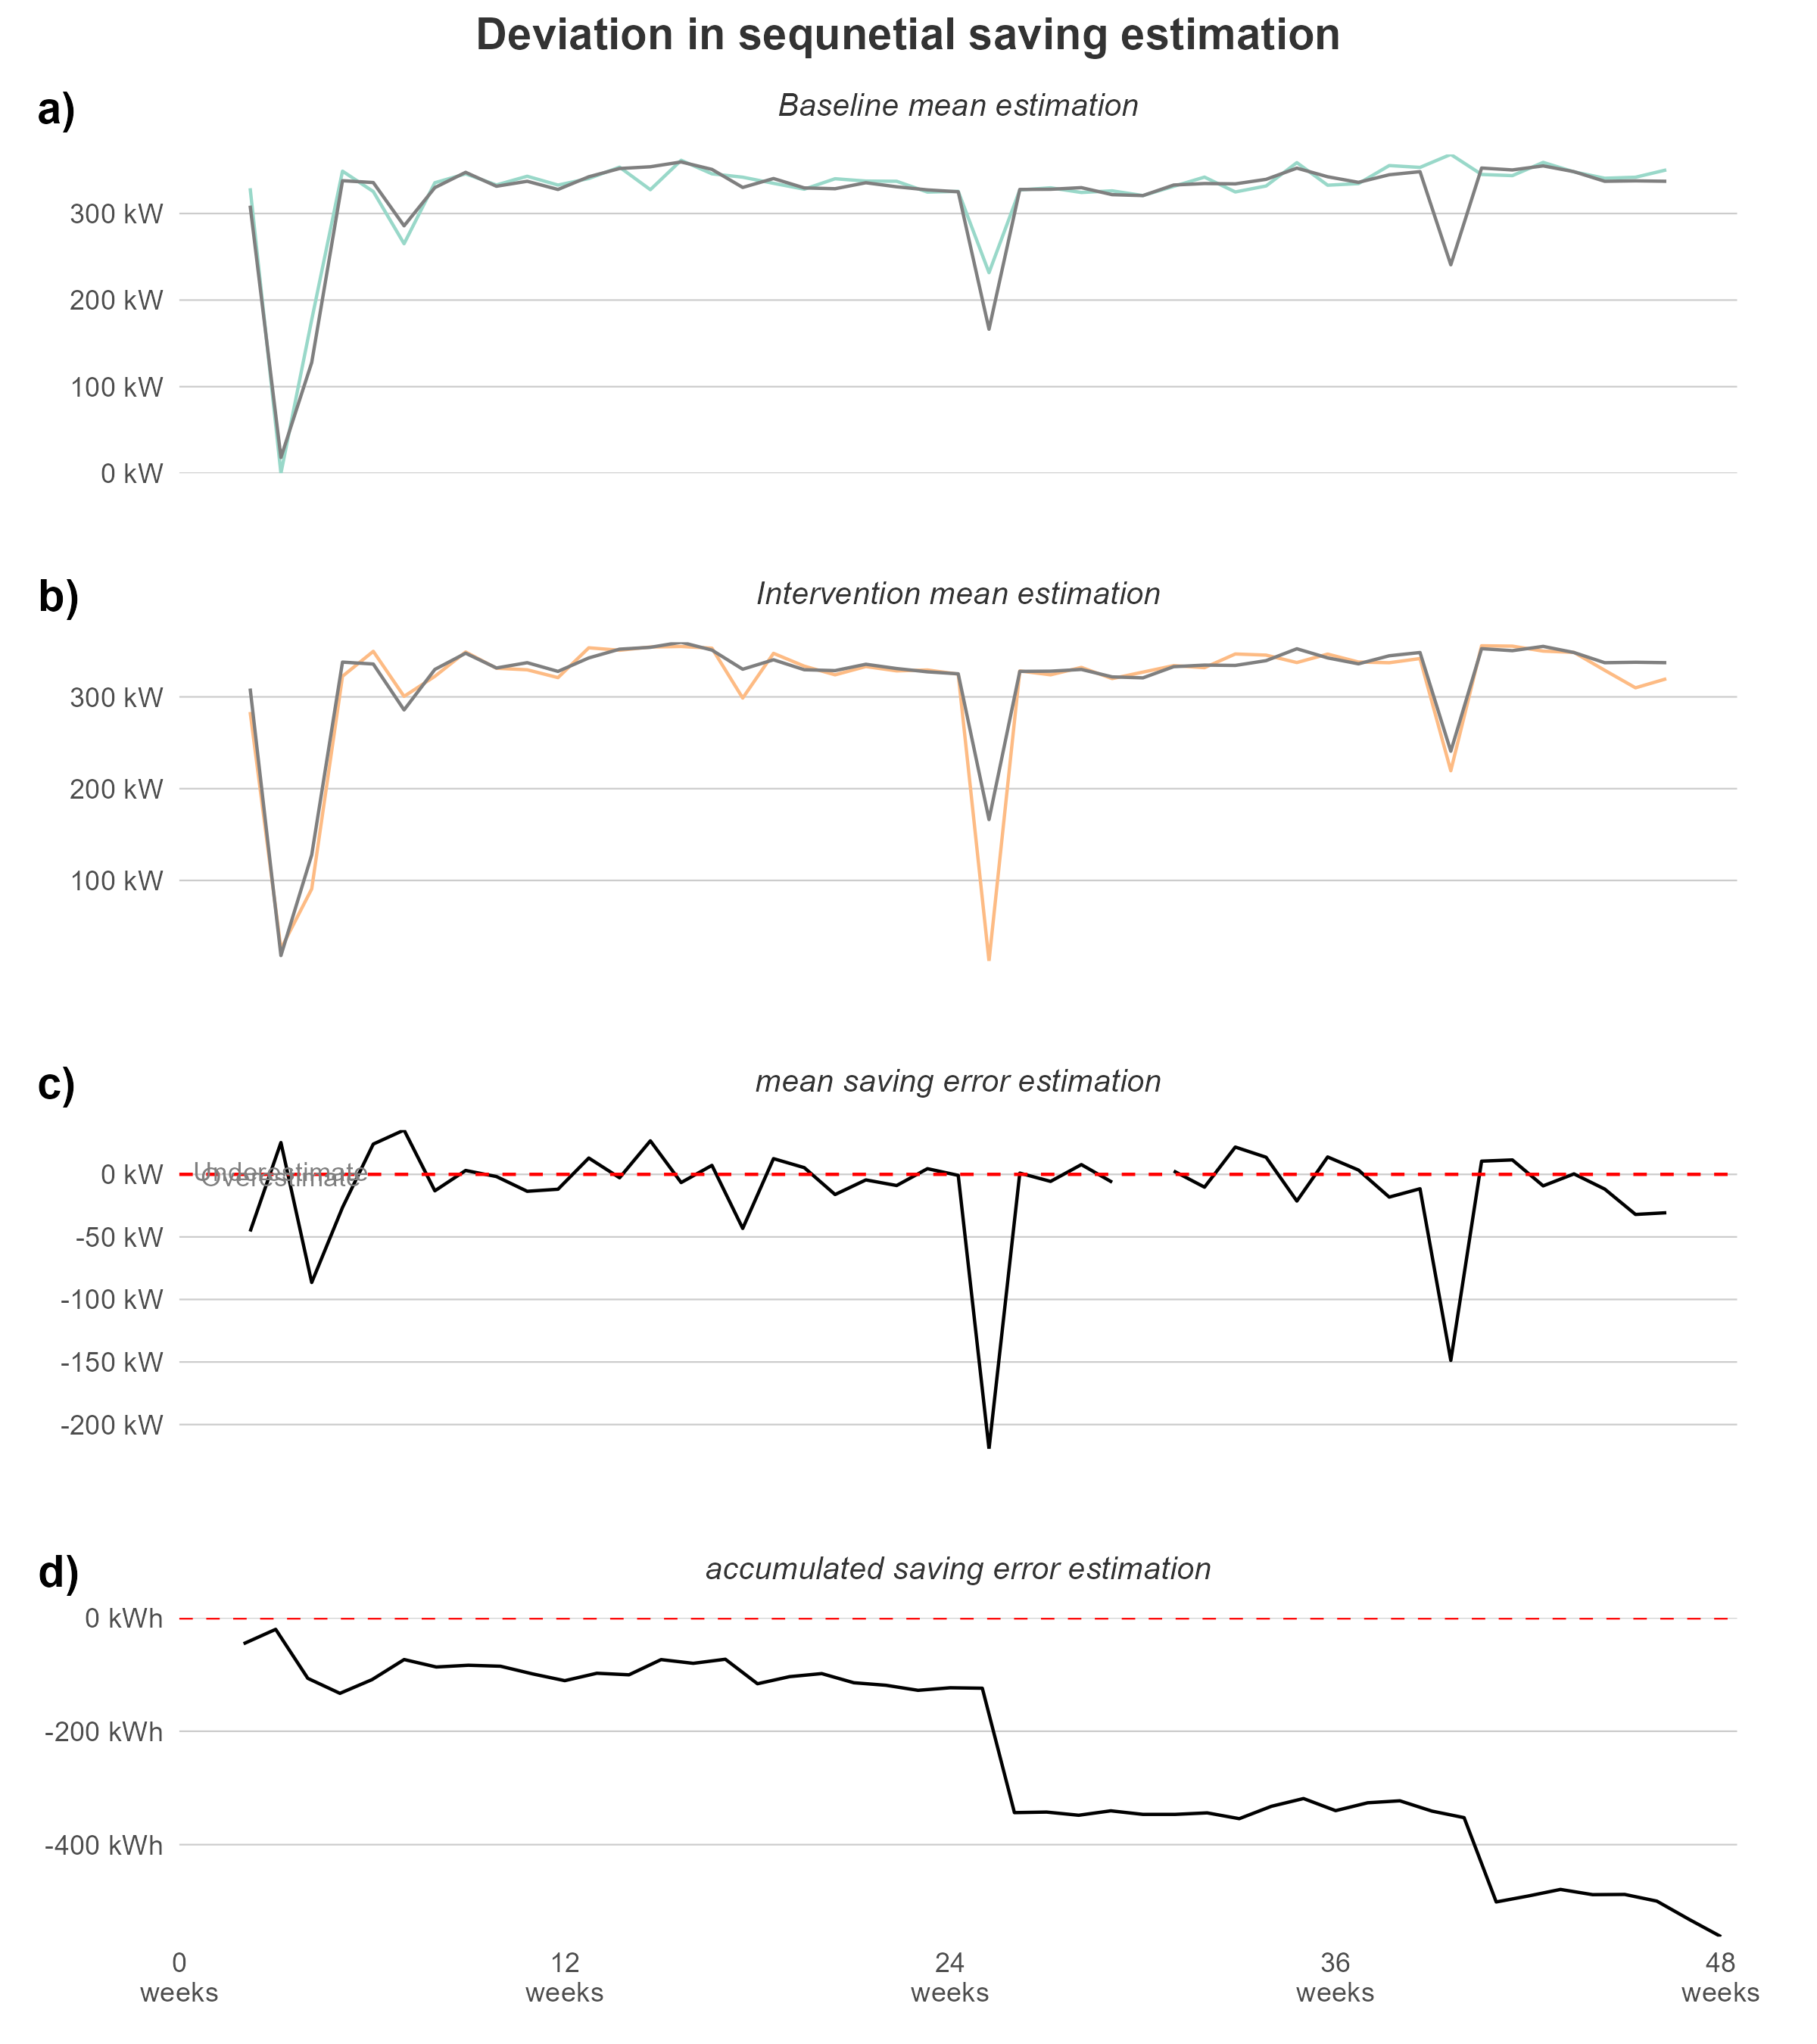 Deviation in sequnetial saving estimation
a)
Baseline mean estimation
300 kW
200 kW
100 kW
0 kW
b)
Intervention mean estimation
300 kW
200 kW
100 kW
c)
mean saving error estimation
Underestimate
Overestimate
0 kW
-50 kW
-100 kW
-150 kW
-200 kW
d)
accumulated saving error estimation
0 kWh
-200 kWh
-400 kWh
0 12 24 36 48
weeks weeks weeks weeks weeks